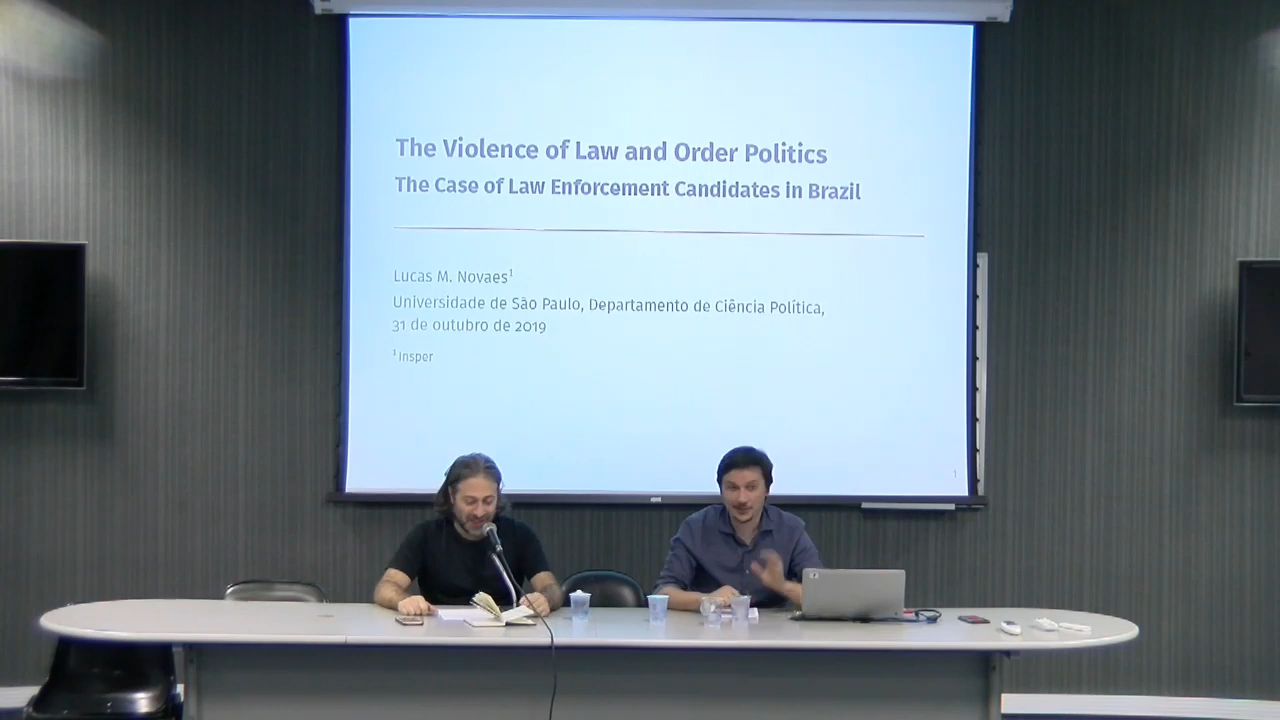 The Violence of Law and Order Politics
The Case of Law Enforcement Candidates in Brazil
Lucas M. Novaes¹
Universidade de São Paulo, Departamento de Ciência Política,
31 de outubro de 2019
¹Insper
1